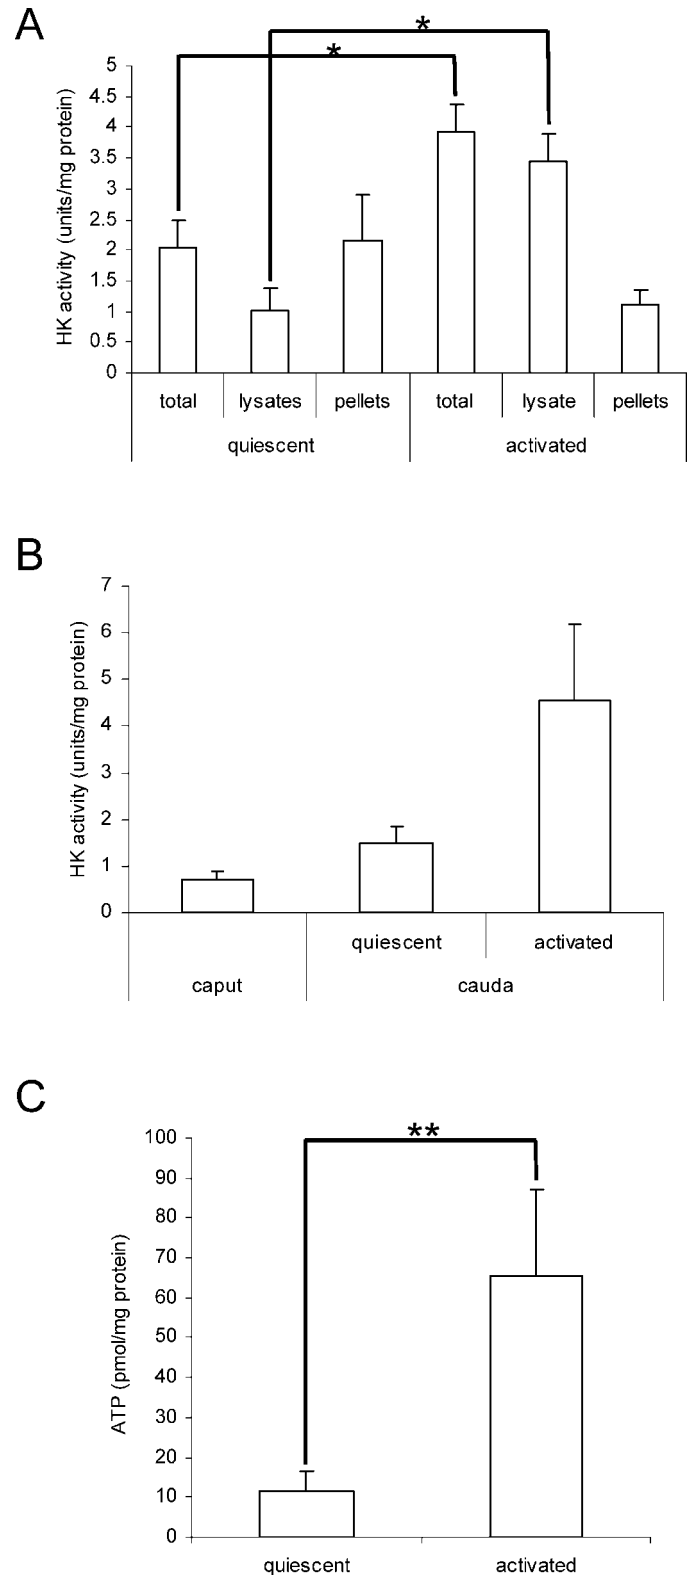 A
* *
HK activity (units/mg protein)
5
4.5
4
3.5
3
2.5
2
1.5
1
0.5
0
total lysates pellets total lysate pellets
quiescent activated
B
HK activity (units/mg protein)
7
6
5
4
3
2
1
0
quiescent activated
caput cauda
C
**
ATP (pmol/mg protein)
100
90
80
70
60
50
40
30
20
10
0
quiescent activated